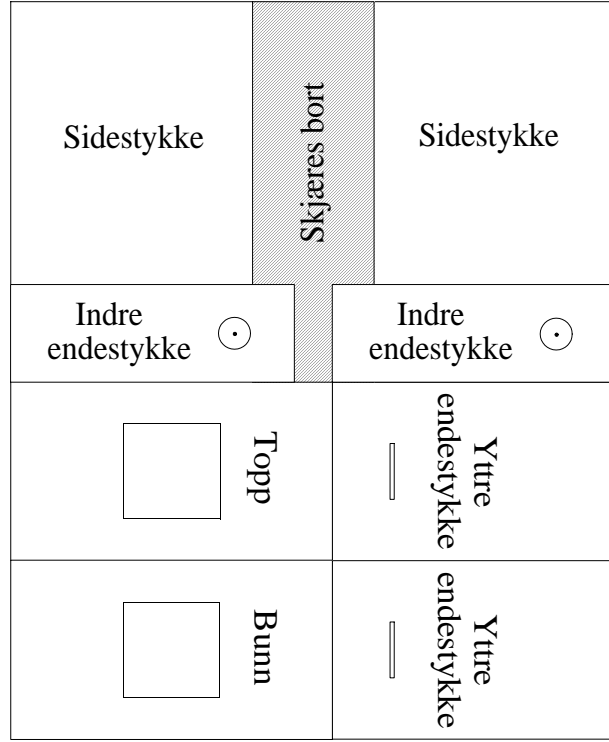 Sidestykke
Skjæres bort
Sidestykke
Indre
endestykke
Indre
endestykke
Topp
Yttre
endestykke
Bunn
Yttre
endestykke